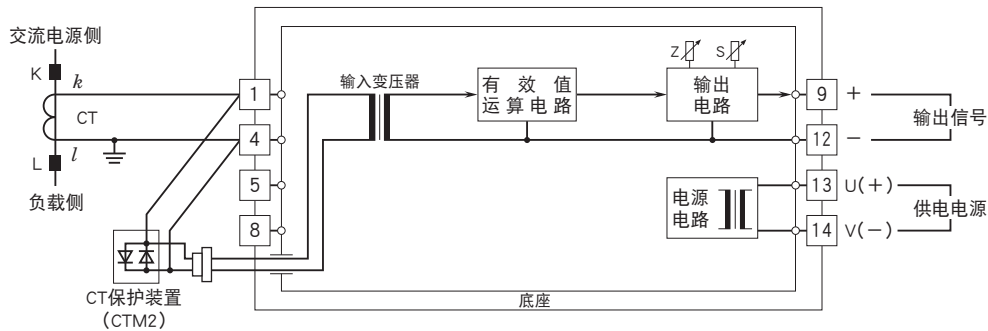 交流电源侧
K
k
CT
L
l
负载侧
CT保护装置
（CTM2）
1
4
5
8
输入变压器
有效值
运算电路
Z
S
输出
电路
电源
电路
底座
9
+
12
−
输出信号
13
U(+)
14
V(−)
供电电源